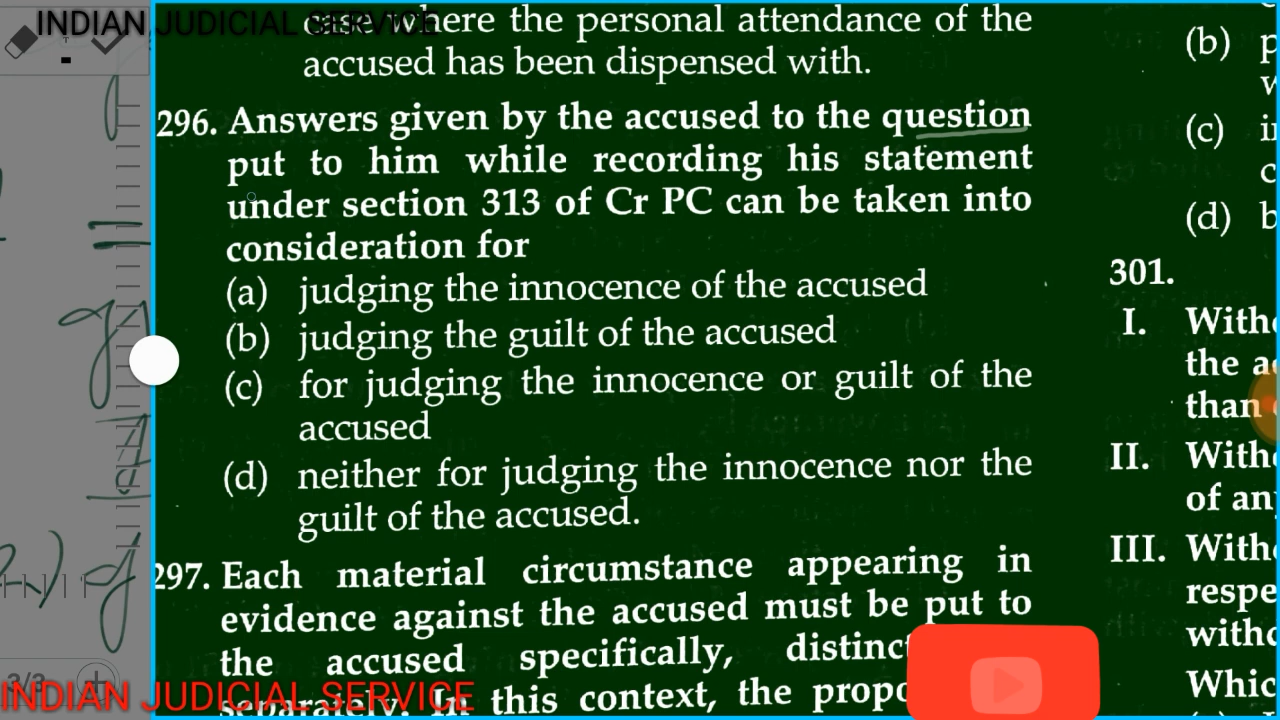 INDIAN JUDICIAL SERVICE
case where the personal attendance of the
accused has been dispensed with.
296. Answers given by the accused to the question
put to him while recording his statement
under section 313 of Cr PC can be taken into
consideration for
(a) judging the innocence of the accused
(b) judging the guilt of the accused
(c) for judging the innocence or guilt of the
accused
(d) neither for judging the innocence nor the
guilt of the accused.
297. Each material circumstance appearing in
evidence against the accused must be put to
the accused specifically,
separately. In this context, the
(b)
(c)
(d)
301.
I.
the
than
II.
of
III.
INDIAN JUDICIAL SERVICE